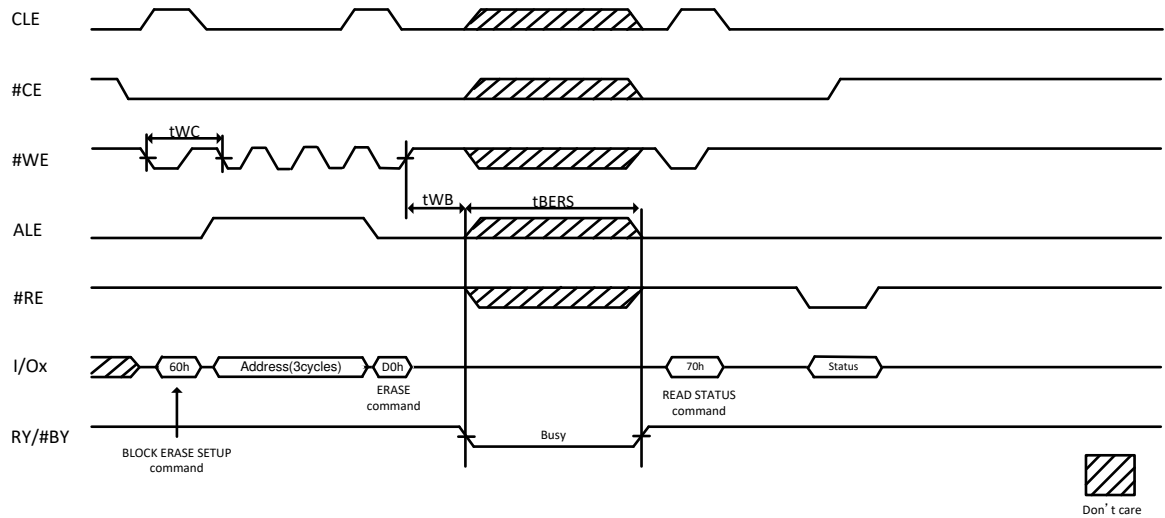 CLE
#CE
tWC
#WE
tWB
tBERS
ALE
#RE
I/Ox
60h
Address(3cycles)
D0h
70h
Status
ERASE
command
READ STATUS
command
RY/#BY
Busy
BLOCK ERASE SETUP
command
Don’t care